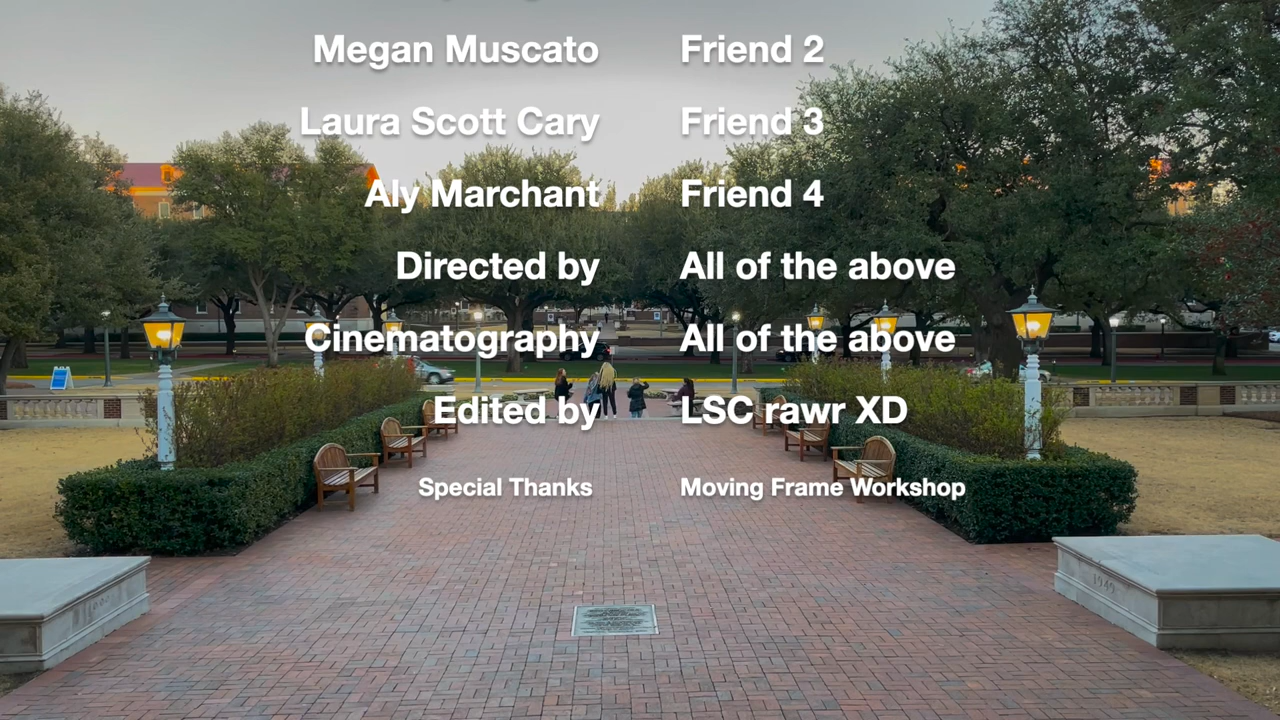 Megan Muscato Friend 2
Laura Scott Cary Friend 3
Aly Marchant Friend 4
Directed by All of the above
Cinematography All of the above
Edited by LSC rawr XD
Special Thanks Moving Frame Workshop
1949